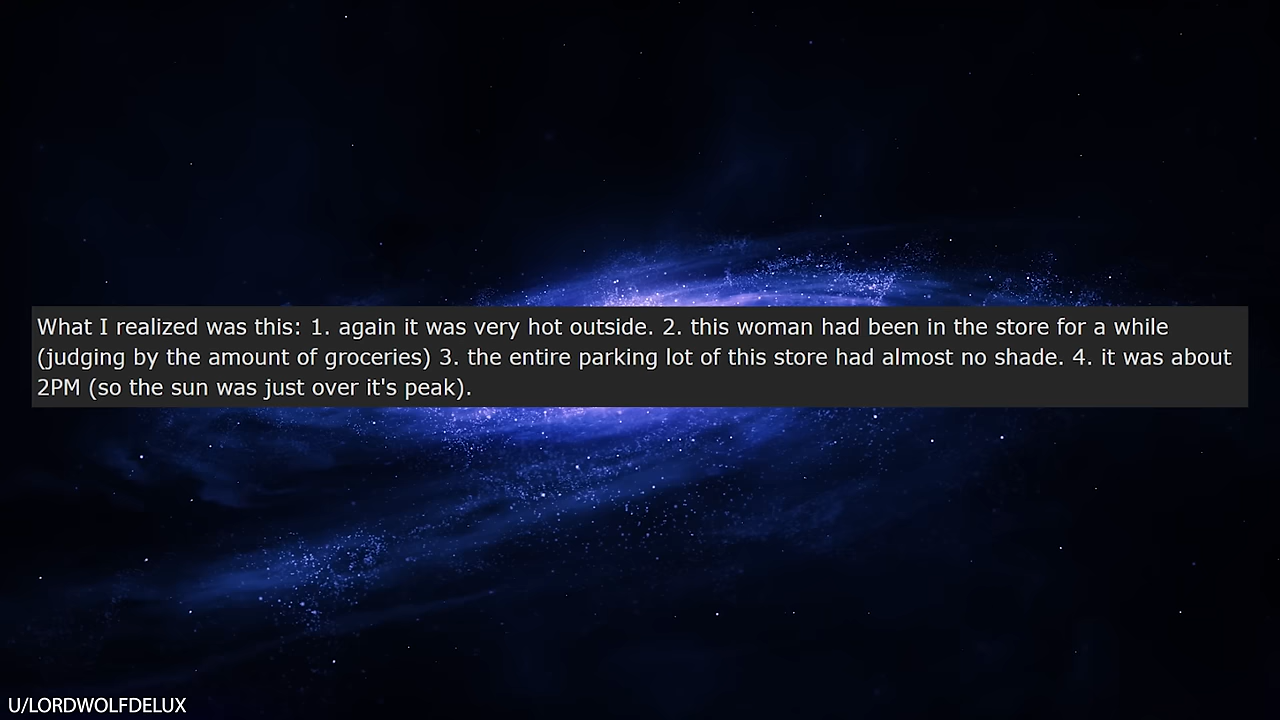 What I realized was this: 1. again it was very hot outside. 2. this woman had been in the store for a while
(judging by the amount of groceries) 3. the entire parking lot of this store had almost no shade. 4. it was about
2PM (so the sun was just over it's peak).
U/LORDWOLFDELUX